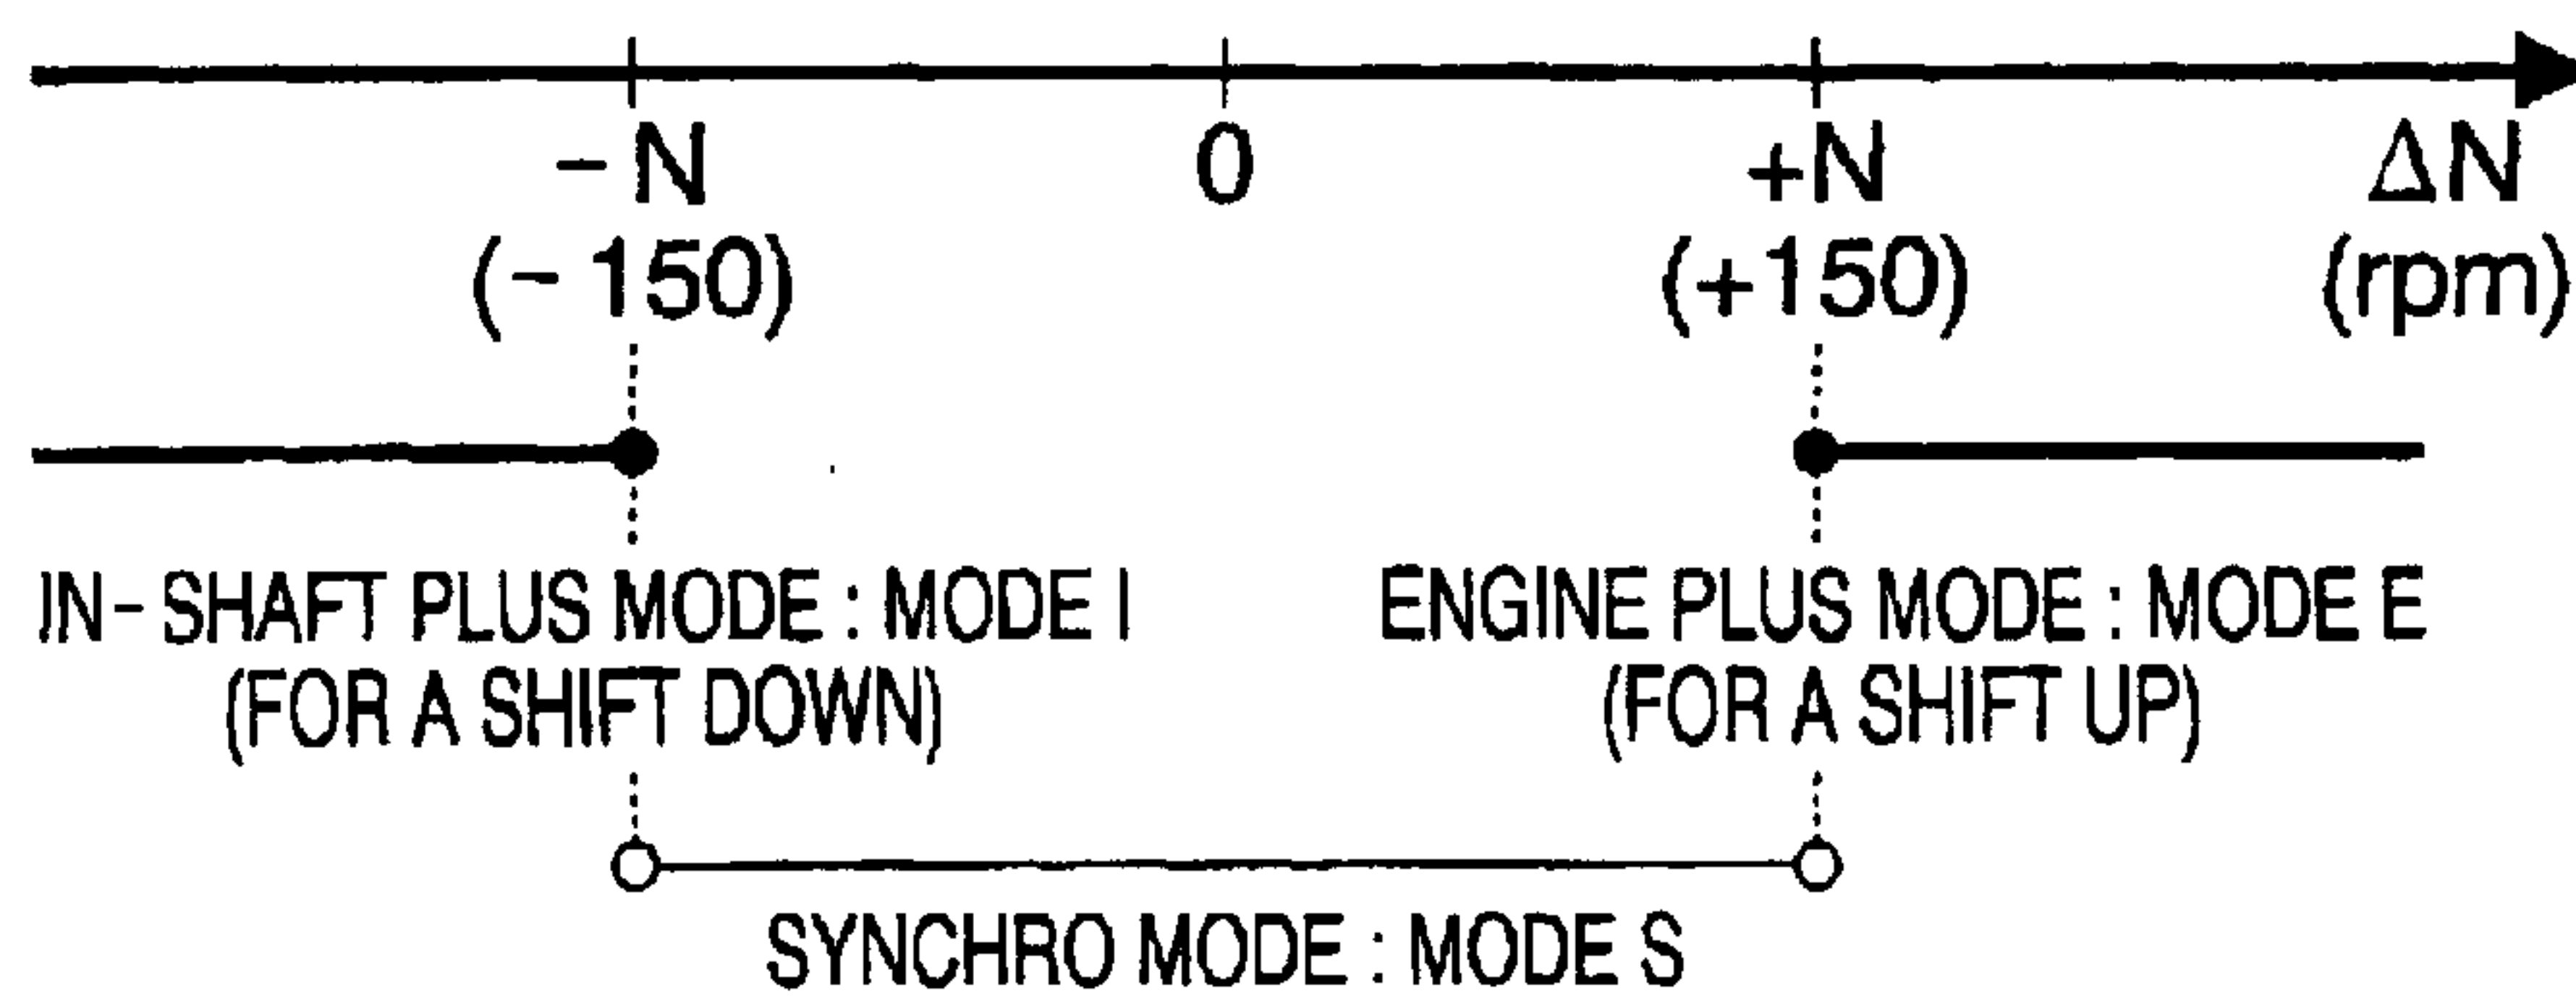 -N 0 +N ΔN
(-150) (+150) (rpm)
IN-SHAFT PLUS MODE : MODE I ENGINE PLUS MODE : MODE E
(FOR A SHIFT DOWN) (FOR A SHIFT UP)
SYNCHRO MODE : MODE S